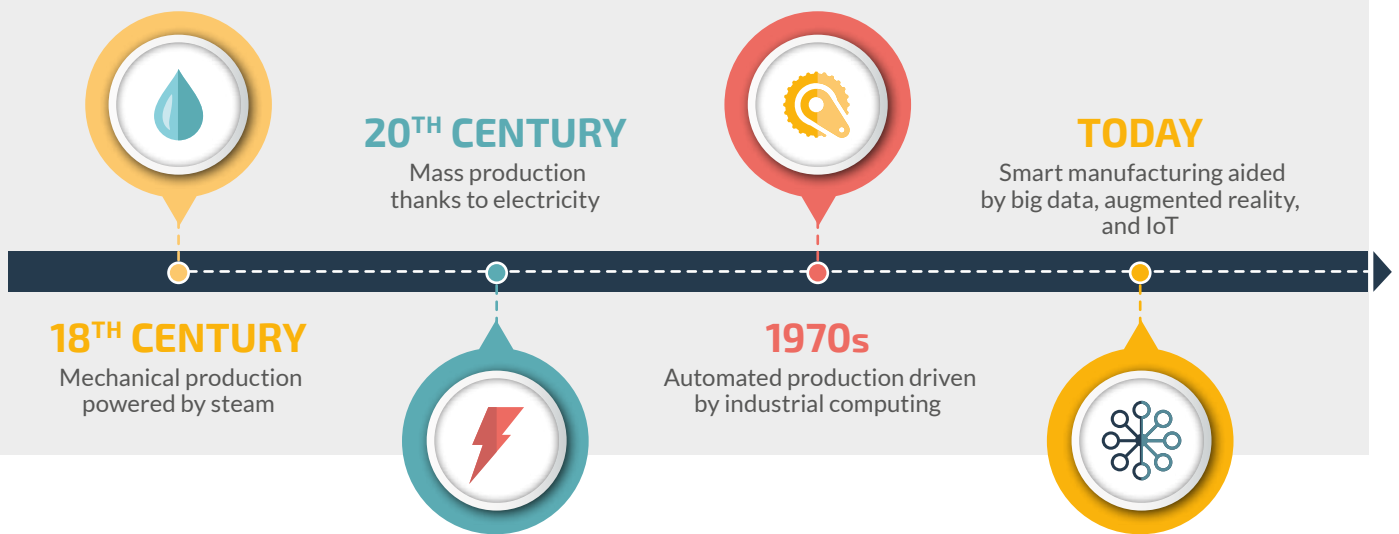 18TH CENTURY
Mechanical production
powered by steam
20TH CENTURY
Mass production
thanks to electricity
1970s
Automated production driven
by industrial computing
TODAY
Smart manufacturing aided
by big data, augmented reality,
and IoT